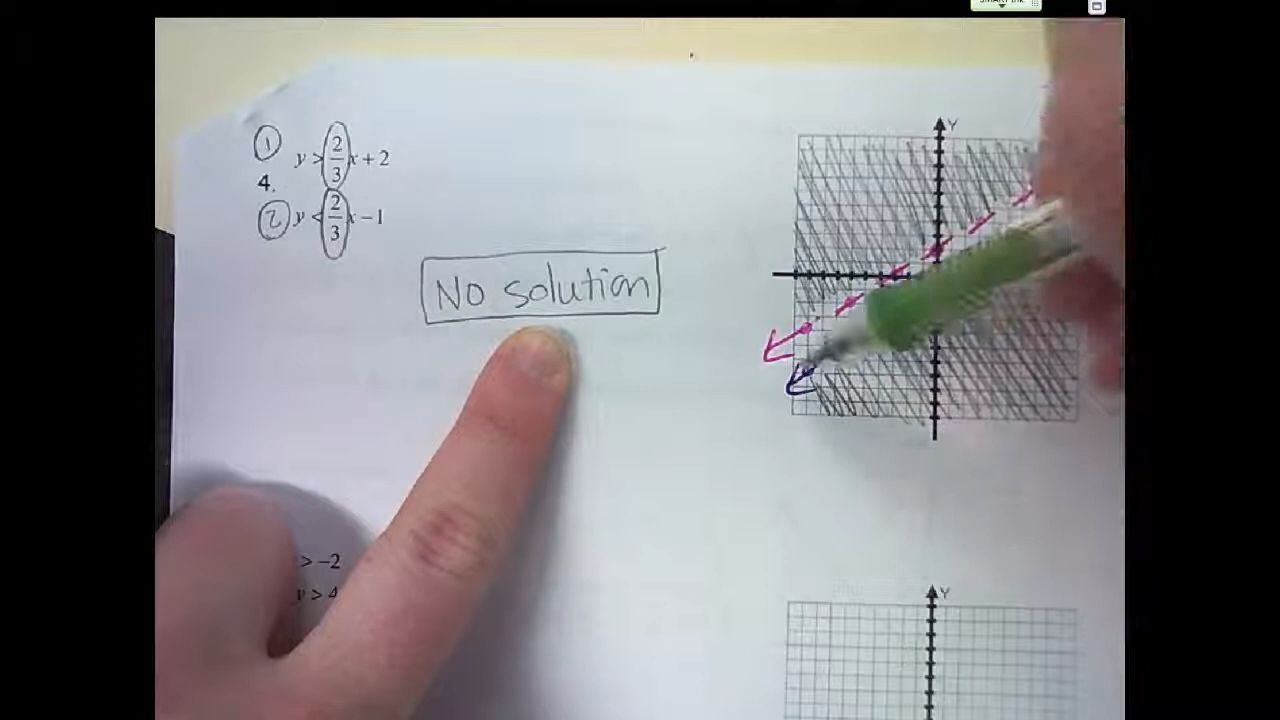 ① y > 2/3 x + 2
4.
② y < 2/3 x − 1
No solution
> −2
y > 4
Y
Y